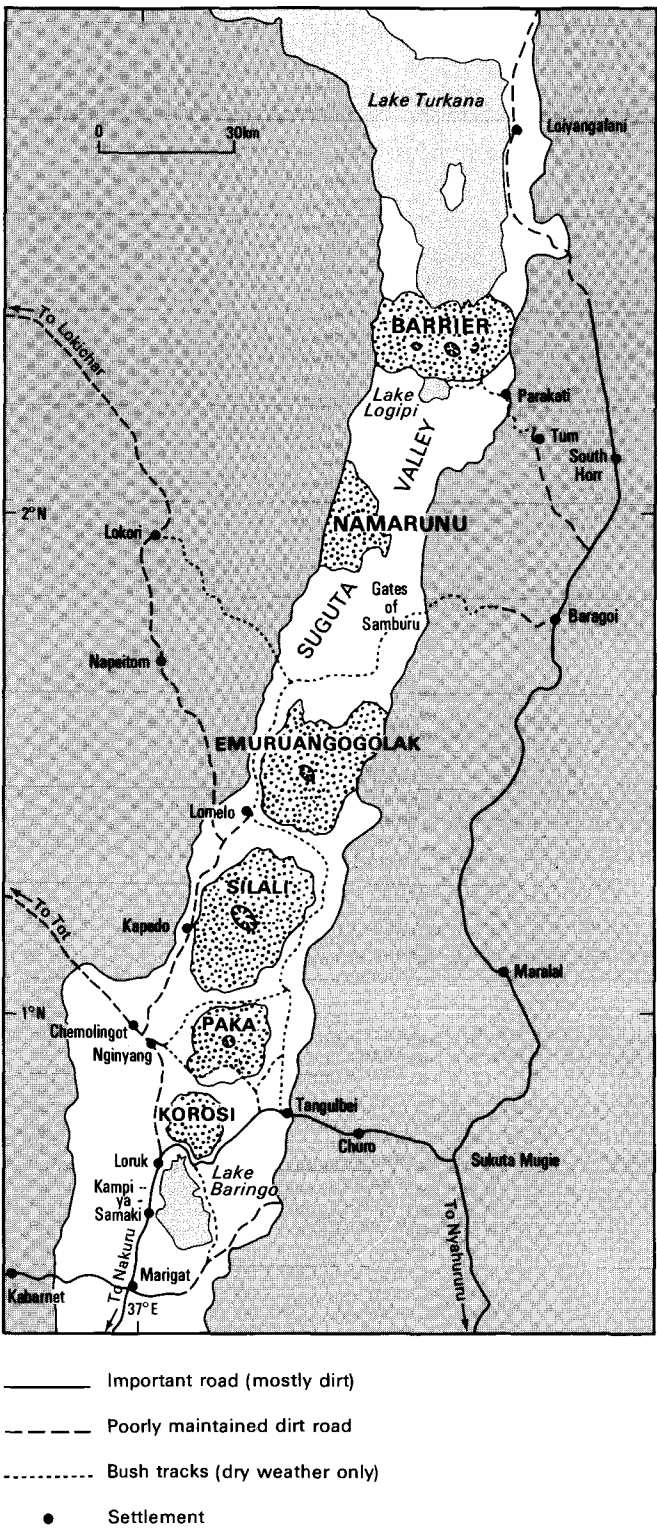 Lake Turkana
0 30km
Loiyangalani
BARRIER
To Lokichar
Lake
Logipi
Parakati
VALLEY
Tum
South
Horr
2°N
NAMARUNU
Lokori
Gates
of
Samburu
SUGUTA
Baragoi
Napeitom
EMURUANGOGOLAK
Lomelo
SILALI
To Tot
Kapedo
Maralal
1°N
Chemolingot
PAKA
Nginyang
KOROSI
Tangulbei
Churo
Loruk
Sukuta Mugie
Lake
Baringo
Kampi
ya
Samaki
To Nakuru
To Nyahururu
Marigat
Kabarnet
37°E
Important road (mostly dirt)
Poorly maintained dirt road
Bush tracks (dry weather only)
Settlement